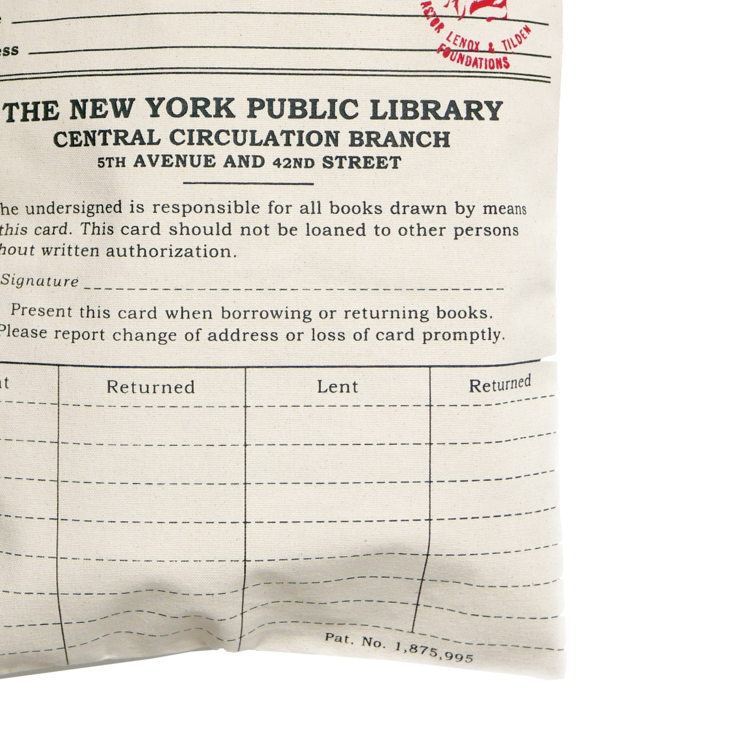 ess
ASTOR LENOX & TILDEN
FOUNDATIONS
THE NEW YORK PUBLIC LIBRARY
CENTRAL CIRCULATION BRANCH
5TH AVENUE AND 42ND STREET
he undersigned is responsible for all books drawn by means
this card. This card should not be loaned to other persons
hout written authorization.
Signature
Present this card when borrowing or returning books.
Please report change of address or loss of card promptly.
t Returned Lent Returned
Pat. No. 1,875,995